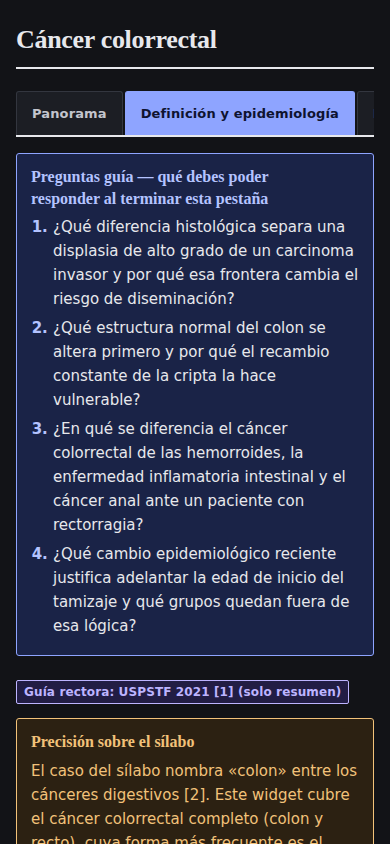 Cáncer colorrectal
Panorama
Definición y epidemiología
Preguntas guía — qué debes poder
responder al terminar esta pestaña
1. ¿Qué diferencia histológica separa una
displasia de alto grado de un carcinoma
invasor y por qué esa frontera cambia el
riesgo de diseminación?
2. ¿Qué estructura normal del colon se
altera primero y por qué el recambio
constante de la cripta la hace
vulnerable?
3. ¿En qué se diferencia el cáncer
colorrectal de las hemorroides, la
enfermedad inflamatoria intestinal y el
cáncer anal ante un paciente con
rectorragia?
4. ¿Qué cambio epidemiológico reciente
justifica adelantar la edad de inicio del
tamizaje y qué grupos quedan fuera de
esa lógica?
Guía rectora: USPSTF 2021 [1] (solo resumen)
Precisión sobre el sílabo
El caso del sílabo nombra «colon» entre los
cánceres digestivos [2]. Este widget cubre
el cáncer colorrectal completo (colon y
recto), cuya forma más frecuente es el